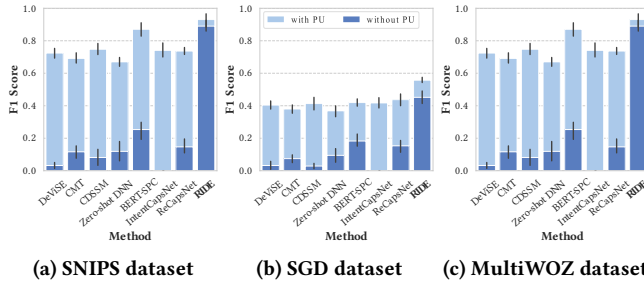 1.0
0.8
0.6
0.4
0.2
0.0
F1 Score
DeViSE
CMT
CDSSM
Zero-shot DNN
BERT-SPC
IntentCapsNet
ReCapsNet
RIDE
Method
(a) SNIPS dataset
with PU
without PU
1.0
0.8
0.6
0.4
0.2
0.0
F1 Score
DeViSE
CMT
CDSSM
Zero-shot DNN
BERT-SPC
IntentCapsNet
ReCapsNet
RIDE
Method
(b) SGD dataset
1.0
0.8
0.6
0.4
0.2
0.0
F1 Score
DeViSE
CMT
CDSSM
Zero-shot DNN
BERT-SPC
IntentCapsNet
ReCapsNet
RIDE
Method
(c) MultiWOZ dataset